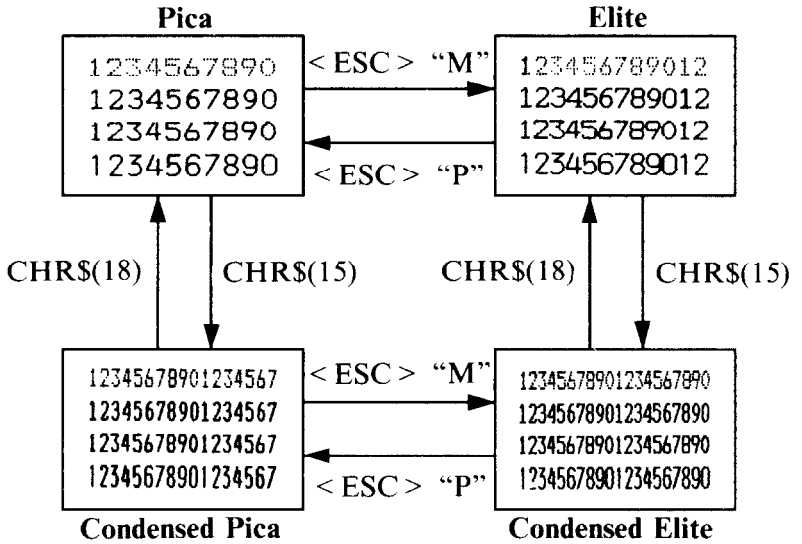 Pica Elite
1234567890 <ESC> “M” 123456789012
1234567890 123456789012
1234567890 123456789012
1234567890 <ESC> “P” 123456789012
CHR$(18) CHR$(15) CHR$(18) CHR$(15)
12345678901234567 <ESC> “M” 12345678901234567890
12345678901234567 12345678901234567890
12345678901234567 12345678901234567890
12345678901234567 <ESC> “P” 12345678901234567890
Condensed Pica Condensed Elite